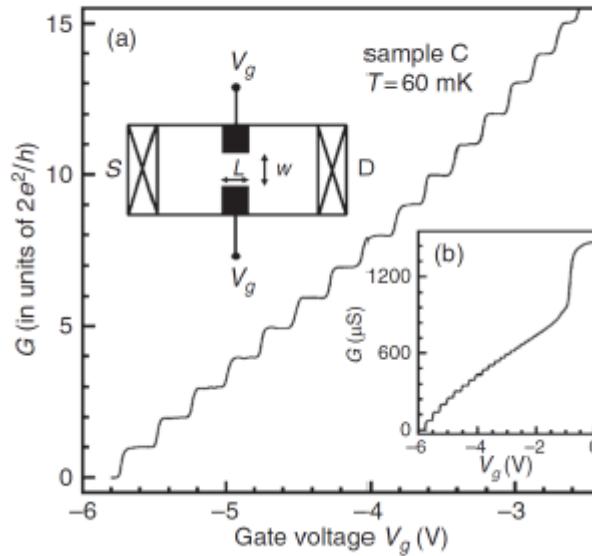 (a)
sample C
T = 60 mK
V_g
S
L
w
D
V_g
G (in units of 2e²/h)
15
10
5
0
−6
−5
−4
−3
Gate voltage V_g (V)
(b)
G (μS)
1200
600
0
−6
−4
−2
0
V_g (V)